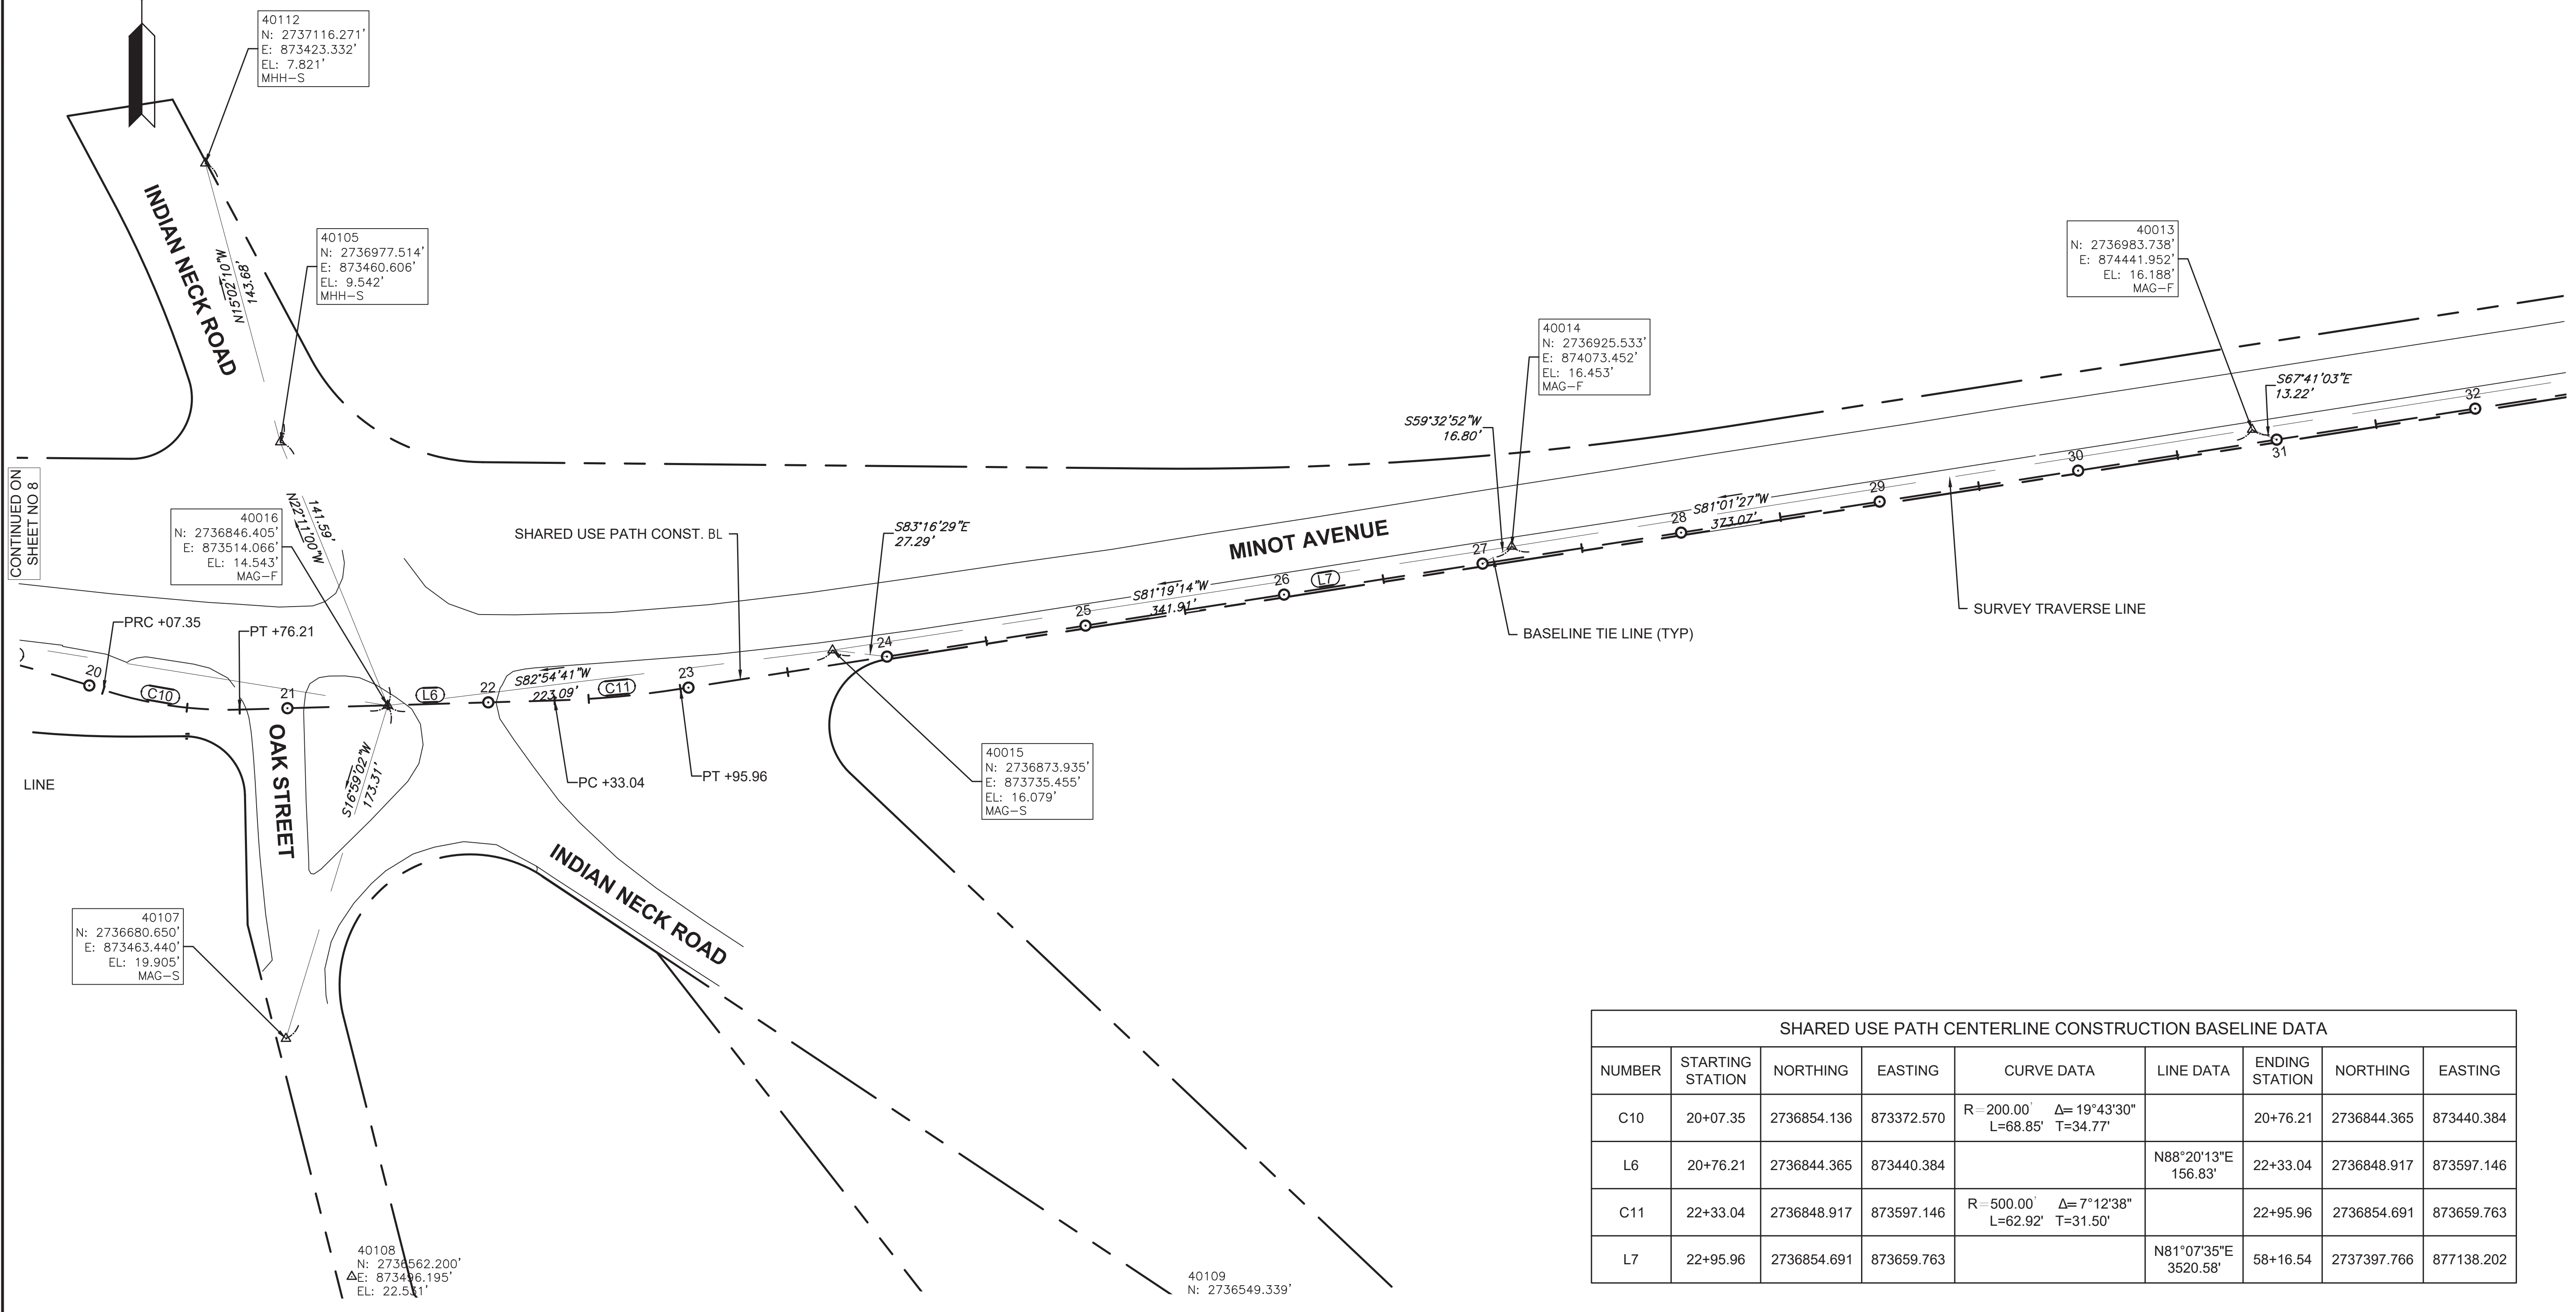 40112
N: 2737116.271'
E: 873423.332'
EL: 7.821'
MHH-S
INDIAN NECK ROAD
N15°02'10"W
143.68'
40105
N: 2736977.514'
E: 873460.606'
EL: 9.542'
MHH-S
CONTINUED ON
SHEET NO 8
141.59'
N22°11'00"W
40016
N: 2736846.405'
E: 873514.066'
EL: 14.543'
MAG-F
SHARED USE PATH CONST. BL
S83°16'29"E
27.29'
MINOT AVENUE
S59°32'52"W
16.80'
40014
N: 2736925.533'
E: 874073.452'
EL: 16.453'
MAG-F
40013
N: 2736983.738'
E: 874441.952'
EL: 16.188'
MAG-F
S67°41'03"E
13.22'
32
31
30
29
S81°01'27"W
373.07'
28
27
26
L7
S81°19'14"W
341.91'
25
24
23
SURVEY TRAVERSE LINE
BASELINE TIE LINE (TYP)
PRC +07.35
PT +76.21
20
C10
21
L6
22
S82°54'41"W
223.09'
C11
PC +33.04
PT +95.96
OAK STREET
S16°59'02"W
173.31'
LINE
40015
N: 2736873.935'
E: 873735.455'
EL: 16.079'
MAG-S
INDIAN NECK ROAD
40107
N: 2736680.650'
E: 873463.440'
EL: 19.905'
MAG-S
40108
N: 2736562.200'
E: 873496.195'
EL: 22.531'
40109
N: 2736549.339'
SHARED USE PATH CENTERLINE CONSTRUCTION BASELINE DATA
NUMBER STARTING STATION NORTHING EASTING CURVE DATA LINE DATA ENDING STATION NORTHING EASTING
C10 20+07.35 2736854.136 873372.570 R=200.00' Δ=19°43'30" L=68.85' T=34.77' 20+76.21 2736844.365 873440.384
L6 20+76.21 2736844.365 873440.384 N88°20'13"E 156.83' 22+33.04 2736848.917 873597.146
C11 22+33.04 2736848.917 873597.146 R=500.00' Δ=7°12'38" L=62.92' T=31.50' 22+95.96 2736854.691 873659.763
L7 22+95.96 2736854.691 873659.763 N81°07'35"E 3520.58' 58+16.54 2737397.766 877138.202